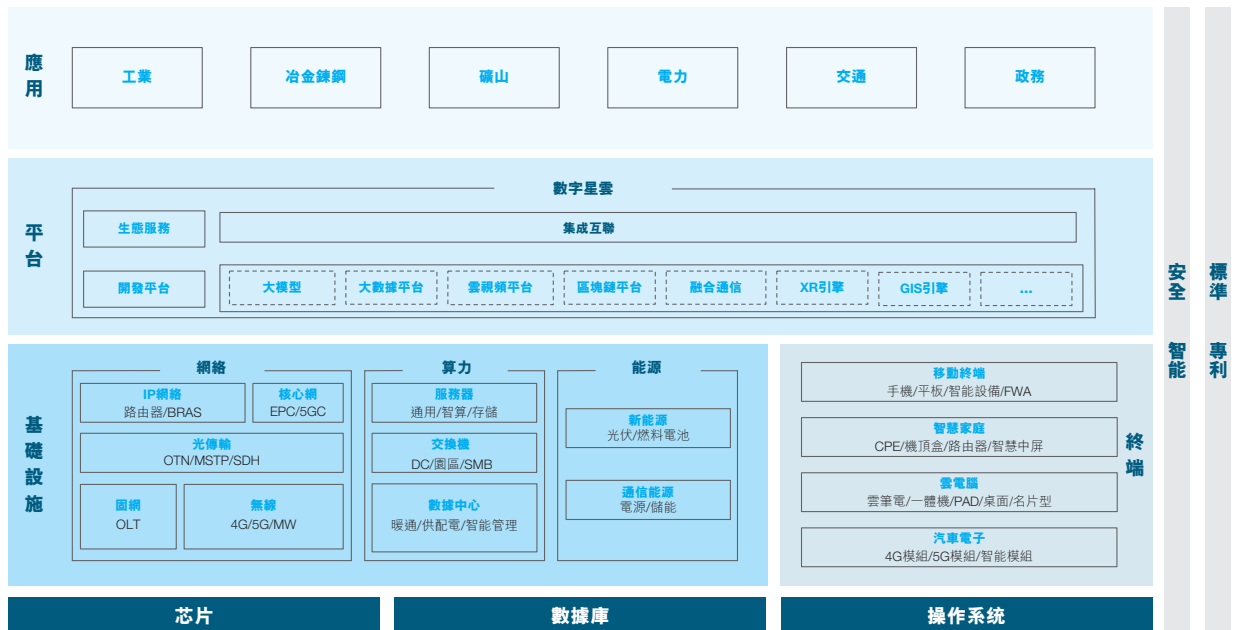 應用
工業
冶金鍊鋼
礦山
電力
交通
政務
平台
數字星雲
生態服務
集成互聯
開發平台
大模型
大數據平台
雲視頻平台
區塊鏈平台
融合通信
XR引擎
GIS引擎
...
基礎設施
網絡
IP網絡
路由器/BRAS
核心網
EPC/5GC
光傳輸
OTN/MSTP/SDH
固網
OLT
無線
4G/5G/MW
算力
服務器
通用/智算/存儲
交換機
DC/園區/SMB
數據中心
暖通/供配電/智能管理
能源
新能源
光伏/燃料電池
通信能源
電源/儲能
移動終端
手機/平板/智能設備/FWA
智慧家庭
CPE/機頂盒/路由器/智慧中屏
雲電腦
雲筆電/一體機/PAD/桌面/名片型
汽車電子
4G模組/5G模組/智能模組
終端
安全 智能
標準 專利
芯片
數據庫
操作系统